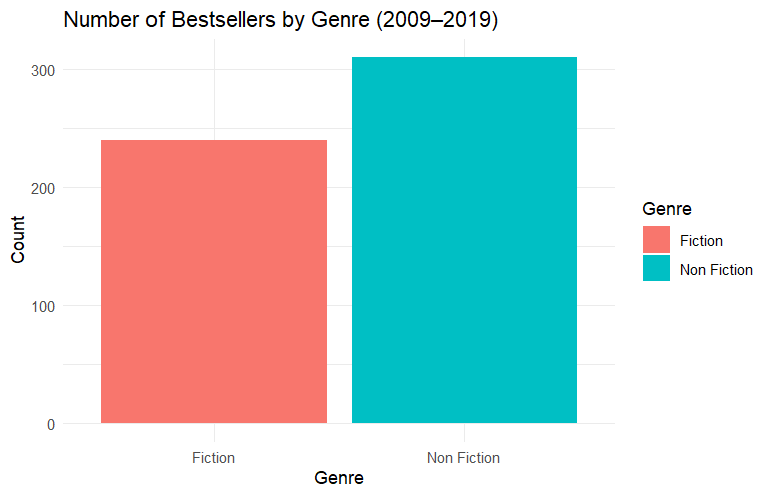 Number of Bestsellers by Genre (2009–2019)
300
200
100
0
Count
Fiction
Non Fiction
Genre
Genre
Fiction
Non Fiction